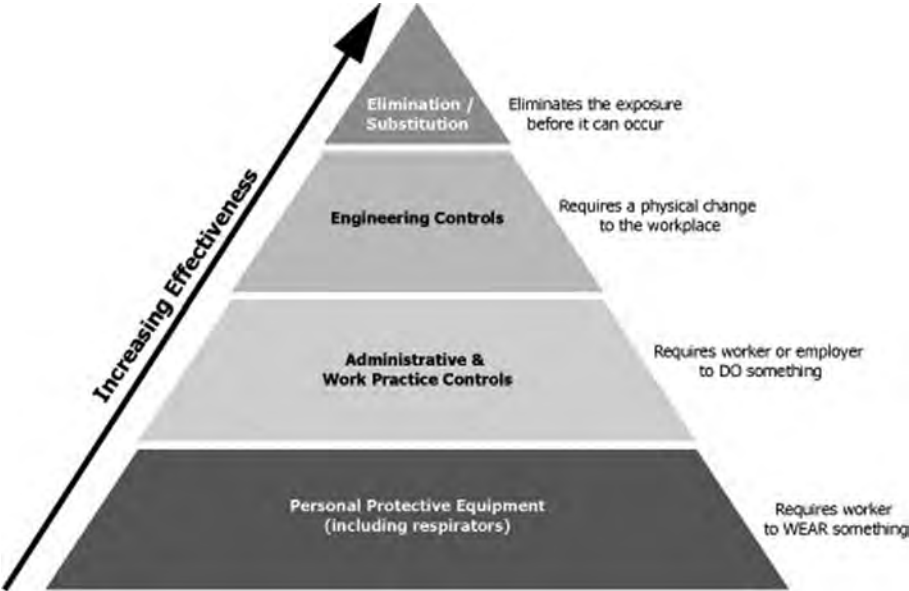 Elimination /
Substitution
Eliminates the exposure
before it can occur
Engineering Controls
Requires a physical change
to the workplace
Increasing Effectiveness
Administrative &
Work Practice Controls
Requires worker or employer
to DO something
Personal Protective Equipment
(including respirators)
Requires worker
to WEAR something